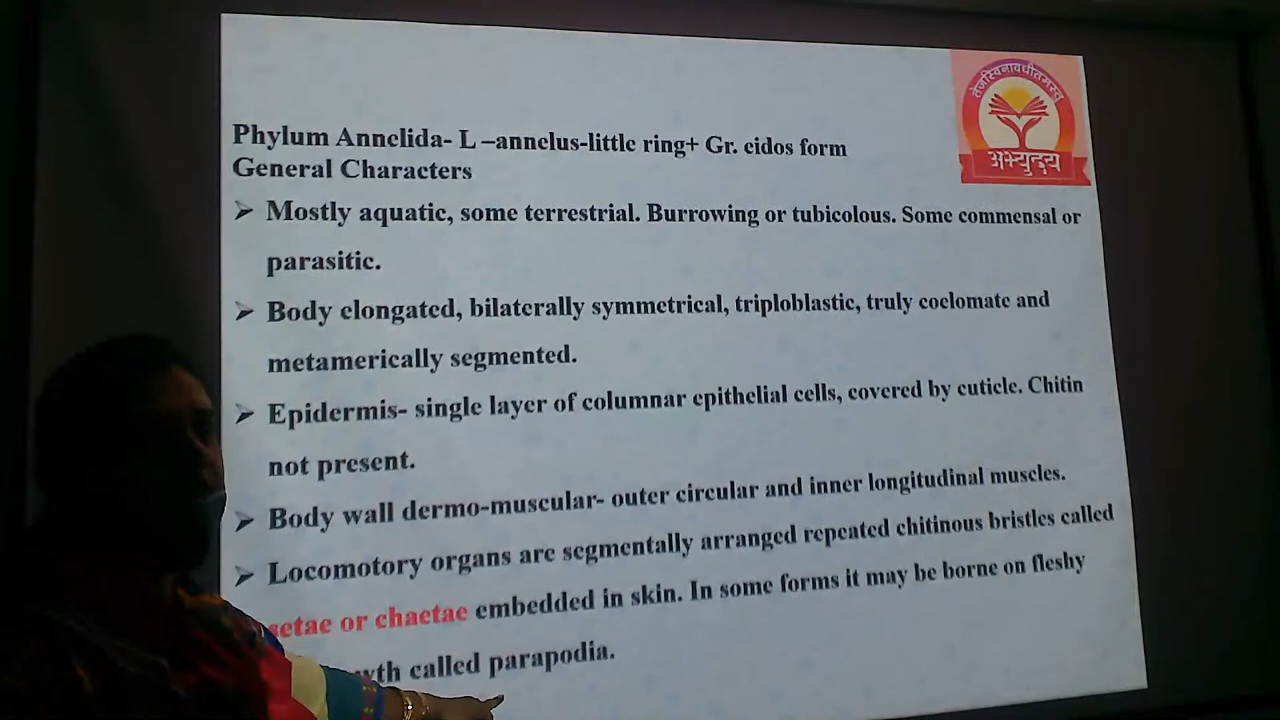 तेजस्विनावधीतमस्तु
अभ्युदय
Phylum Annelida- L –annelus-little ring+ Gr. eidos form
General Characters
➢ Mostly aquatic, some terrestrial. Burrowing or tubicolous. Some commensal or
parasitic.
➢ Body elongated, bilaterally symmetrical, triploblastic, truly coelomate and
metamerically segmented.
➢ Epidermis- single layer of columnar epithelial cells, covered by cuticle. Chitin
not present.
➢ Body wall dermo-muscular- outer circular and inner longitudinal muscles.
➢ Locomotory organs are segmentally arranged repeated chitinous bristles called
setae or chaetae embedded in skin. In some forms it may be borne on fleshy
called parapodia.